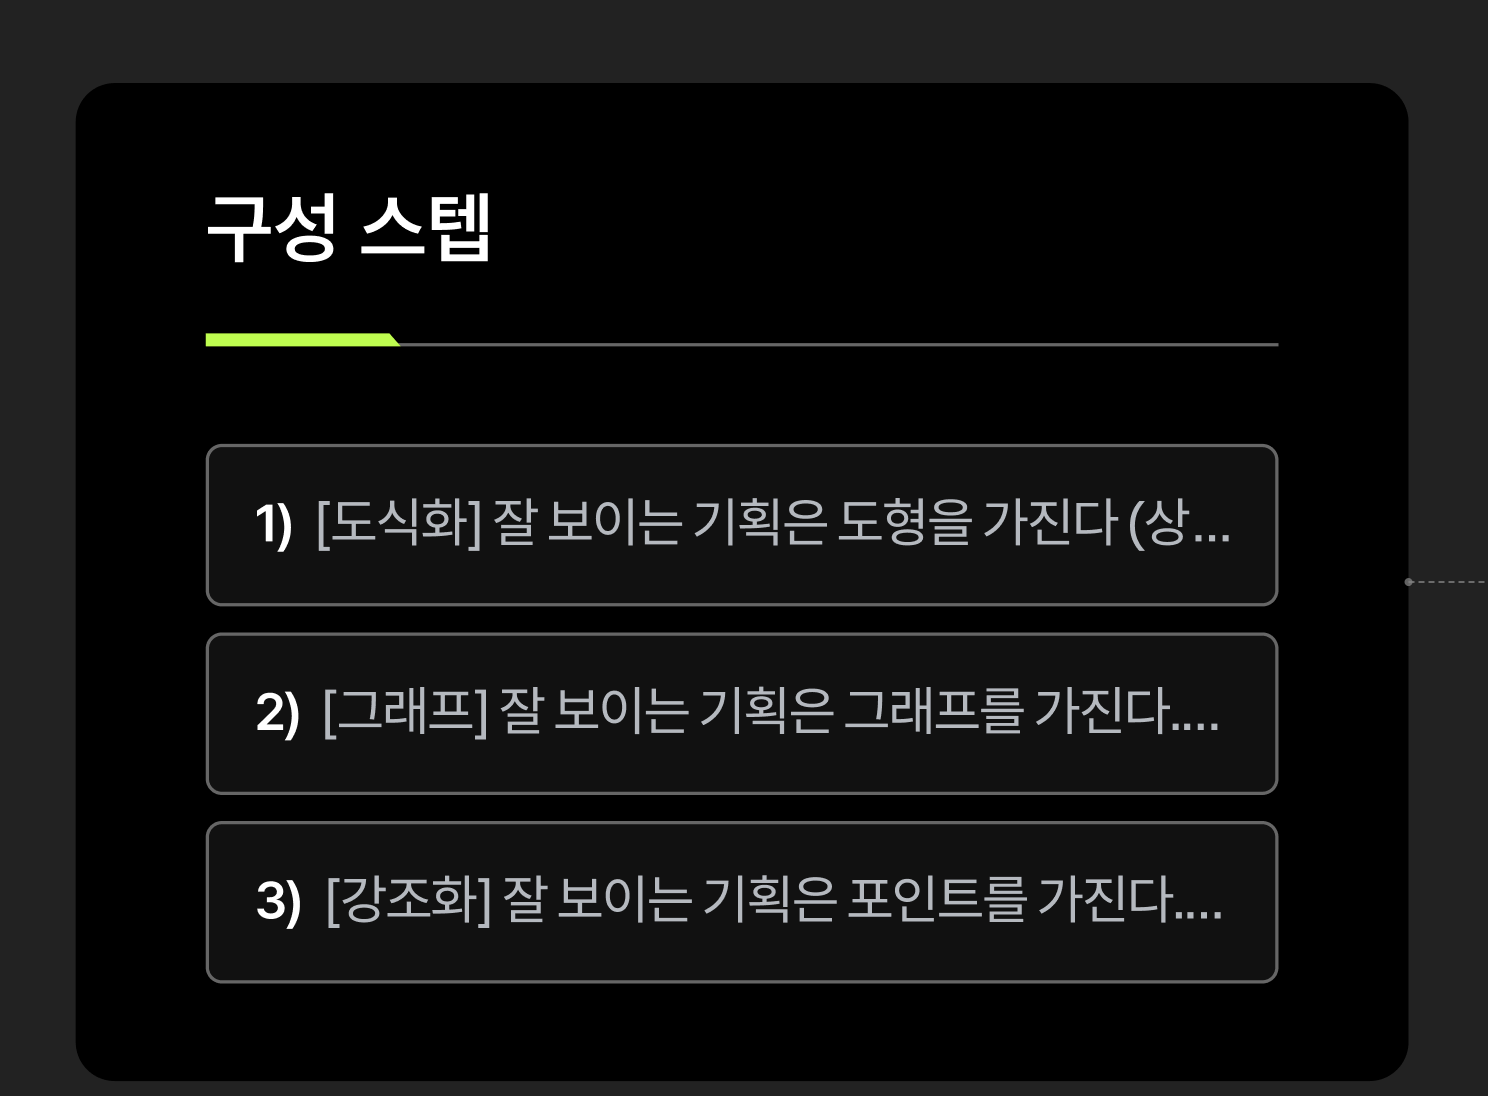 구성 스텝
1) [도식화] 잘 보이는 기획은 도형을 가진다 (상...
2) [그래프] 잘 보이는 기획은 그래프를 가진다....
3) [강조화] 잘 보이는 기획은 포인트를 가진다....